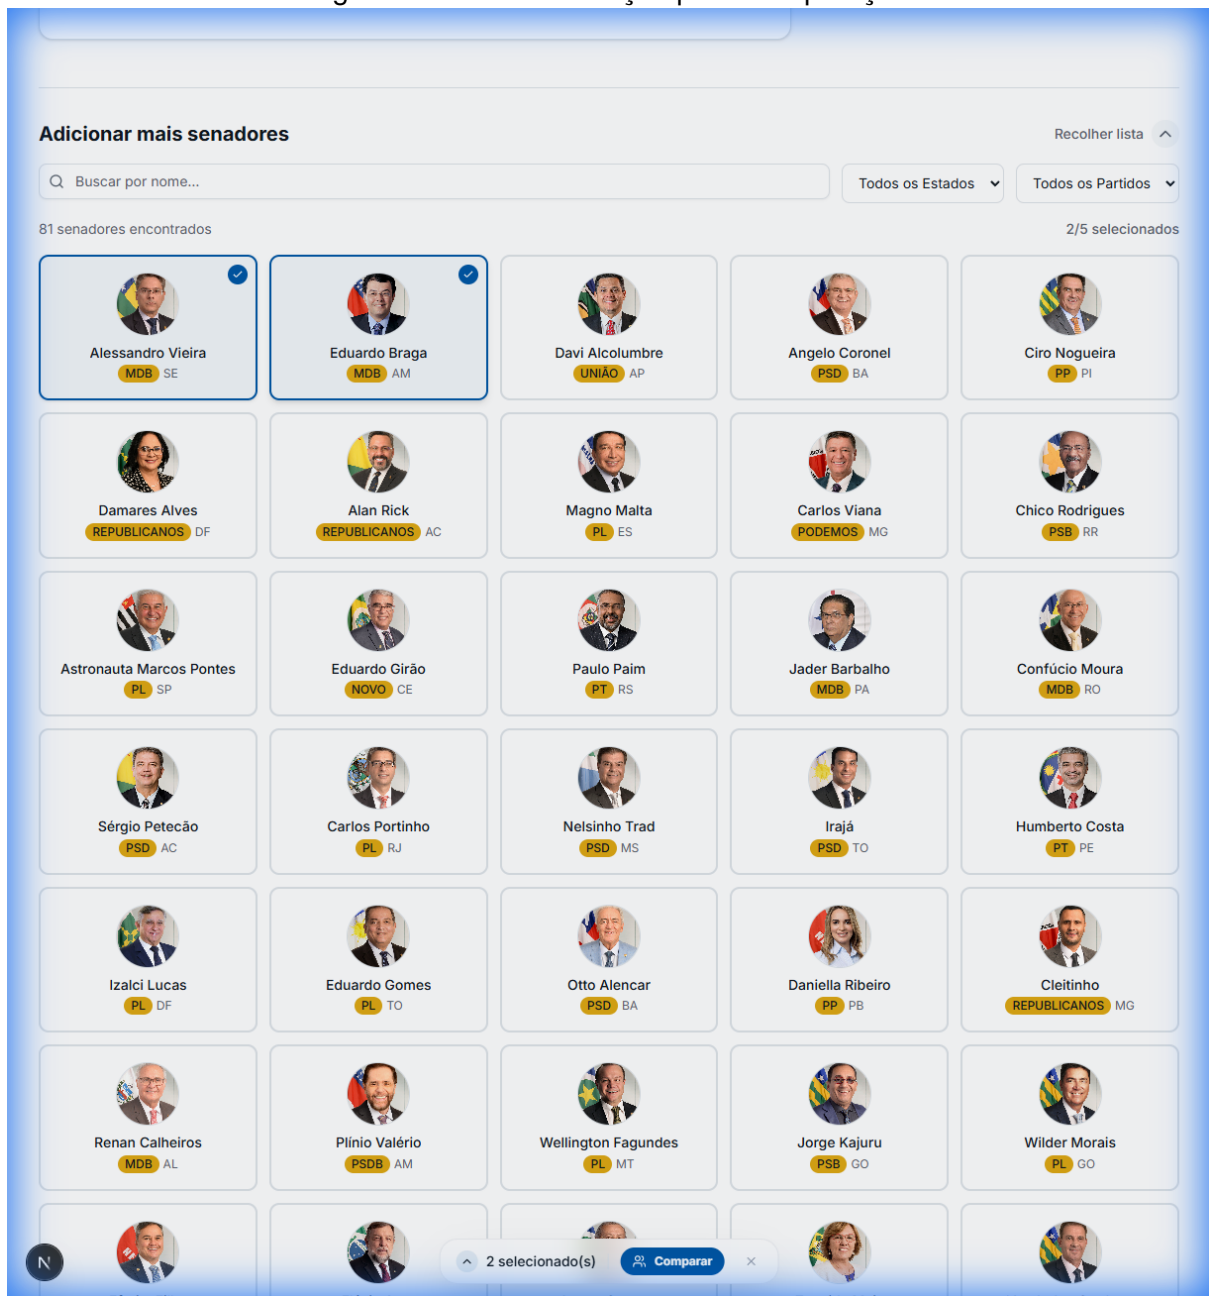 Adicionar mais senadores
Recolher lista
Buscar por nome...
Todos os Estados
Todos os Partidos
81 senadores encontrados
2/5 selecionados
Alessandro Vieira
MDB SE
Eduardo Braga
MDB AM
Davi Alcolumbre
UNIÃO AP
Angelo Coronel
PSD BA
Ciro Nogueira
PP PI
Damares Alves
REPUBLICANOS DF
Alan Rick
REPUBLICANOS AC
Magno Malta
PL ES
Carlos Viana
PODEMOS MG
Chico Rodrigues
PSB RR
Astronauta Marcos Pontes
PL SP
Eduardo Girão
NOVO CE
Paulo Paim
PT RS
Jader Barbalho
MDB PA
Confúcio Moura
MDB RO
Sérgio Petecão
PSD AC
Carlos Portinho
PL RJ
Nelsinho Trad
PSD MS
Irajá
PSD TO
Humberto Costa
PT PE
Izalci Lucas
PL DF
Eduardo Gomes
PL TO
Otto Alencar
PSD BA
Daniella Ribeiro
PP PB
Cleitinho
REPUBLICANOS MG
Renan Calheiros
MDB AL
Plínio Valério
PSDB AM
Wellington Fagundes
PL MT
Jorge Kajuru
PSB GO
Wilder Morais
PL GO
N
2 selecionado(s)
Comparar